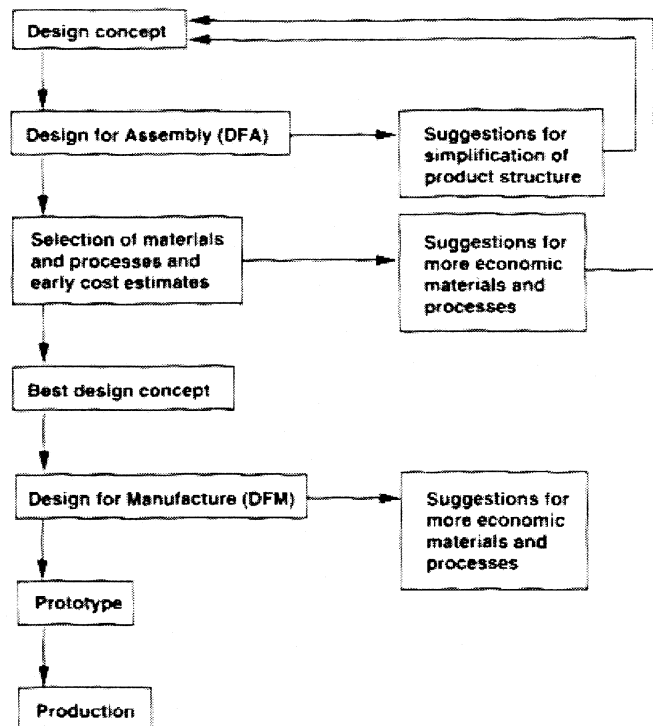 Design concept
Design for Assembly (DFA)
Suggestions for
simplification of
product structure
Selection of materials
and processes and
early cost estimates
Suggestions for
more economic
materials and
processes
Best design concept
Design for Manufacture (DFM)
Suggestions for
more economic
materials and
processes
Prototype
Production